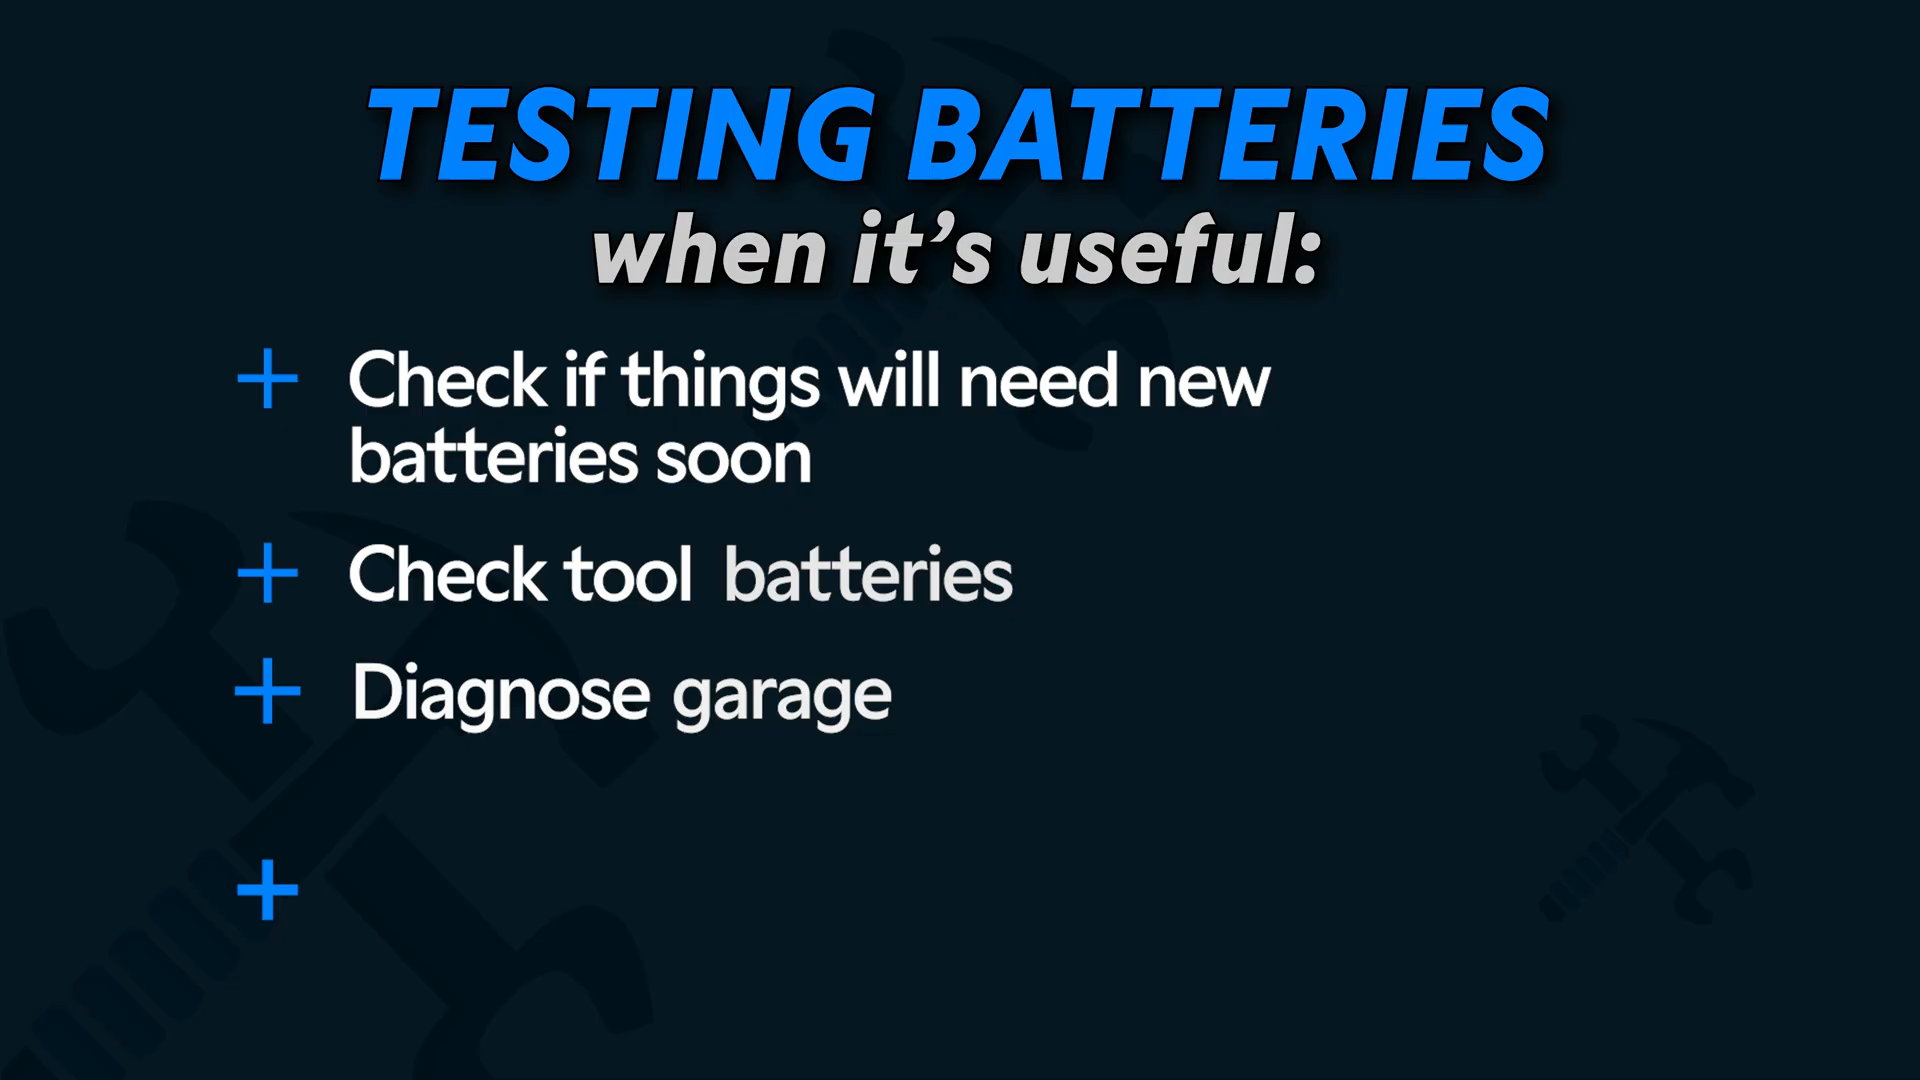 TESTING BATTERIES
when it’s useful:
+ Check if things will need new
batteries soon
+ Check tool batteries
+ Diagnose garage
+